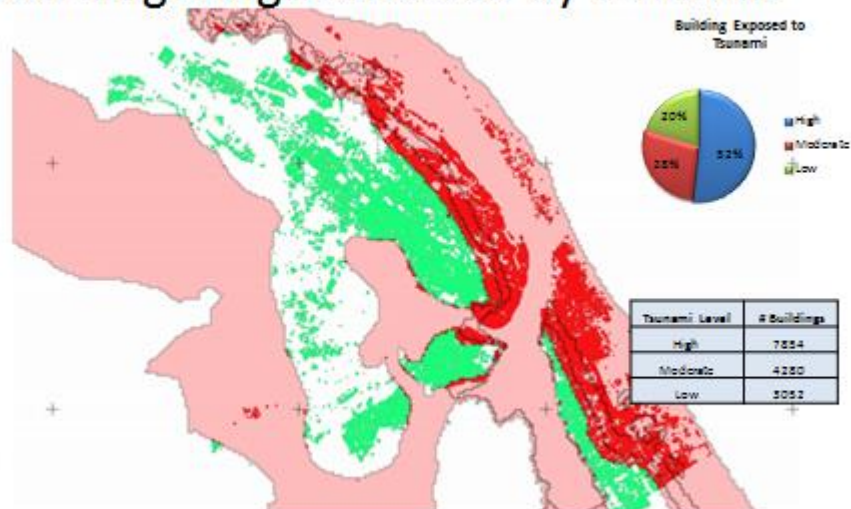 Building Exposed to
Tsunami
20%
28%
52%
High
Moderate
Low
Tsunami Level # Buildings
High 7854
Moderate 4280
Low 3052